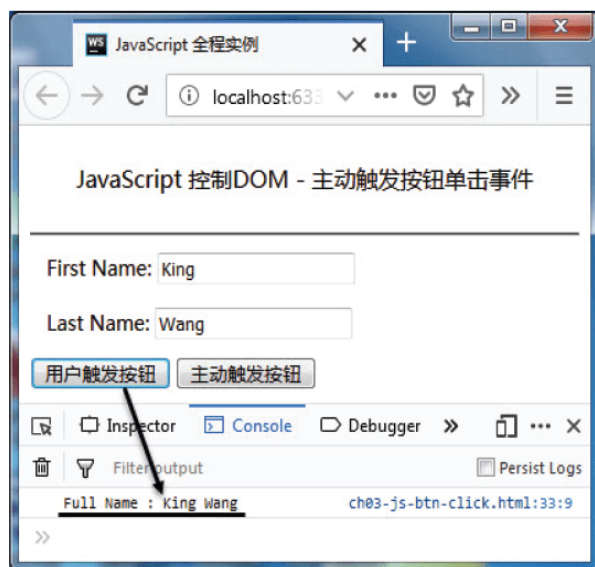 JavaScript 全程实例
localhost:633
JavaScript 控制DOM - 主动触发按钮单击事件
First Name: King
Last Name: Wang
用户触发按钮 主动触发按钮
Inspector Console Debugger
Filter output Persist Logs
Full Name : King Wang ch03-js-btn-click.html:33:9